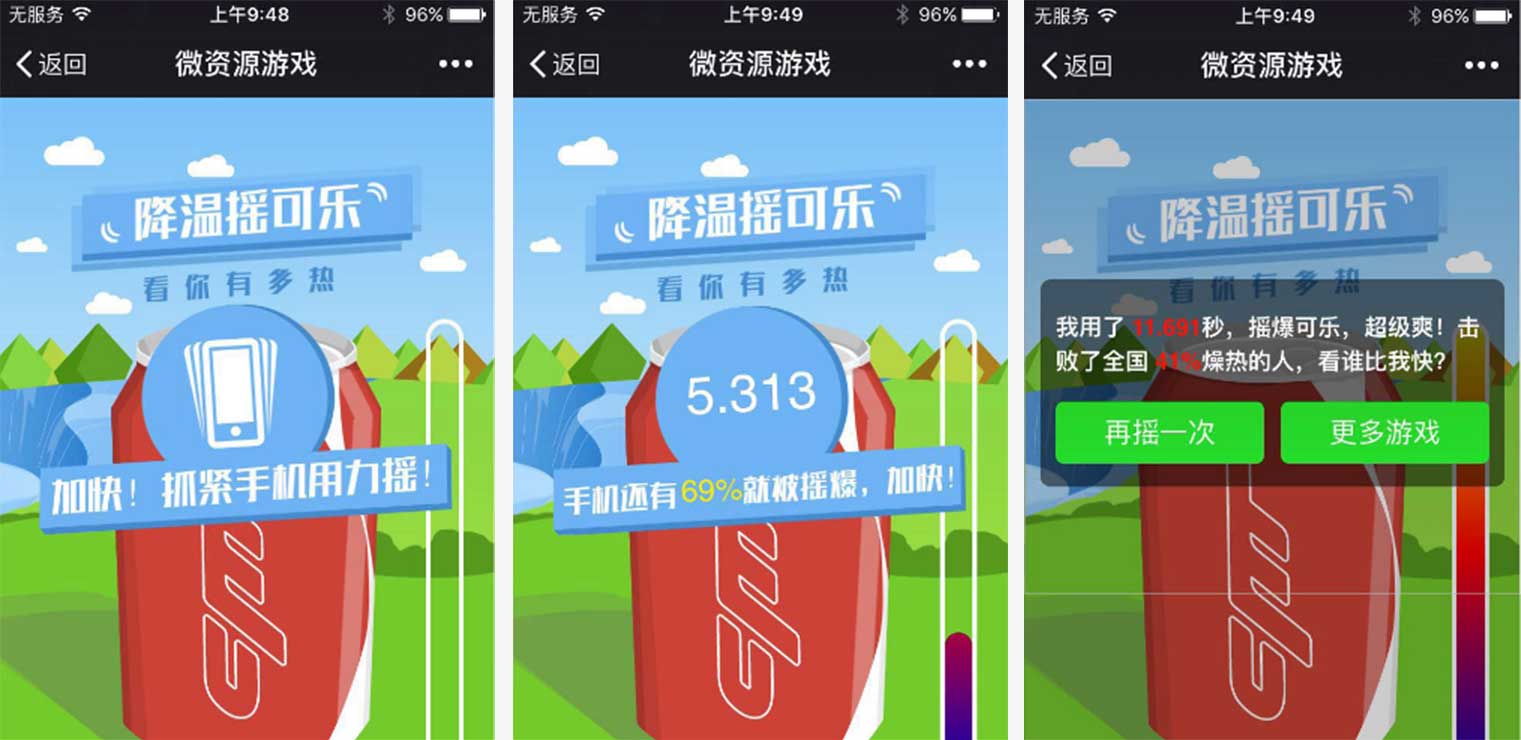 无服务 上午9:48 96%
返回 微资源游戏
降温摇可乐
看你有多热
加快！抓紧手机用力摇！
无服务 上午9:49 96%
返回 微资源游戏
降温摇可乐
看你有多热
5.313
手机还有69%就被摇爆，加快！
无服务 上午9:49 96%
返回 微资源游戏
降温摇可乐
看你有多热
我用了 11.691秒，摇爆可乐，超级爽！击
败了全国 41%燥热的人，看谁比我快？
再摇一次 更多游戏